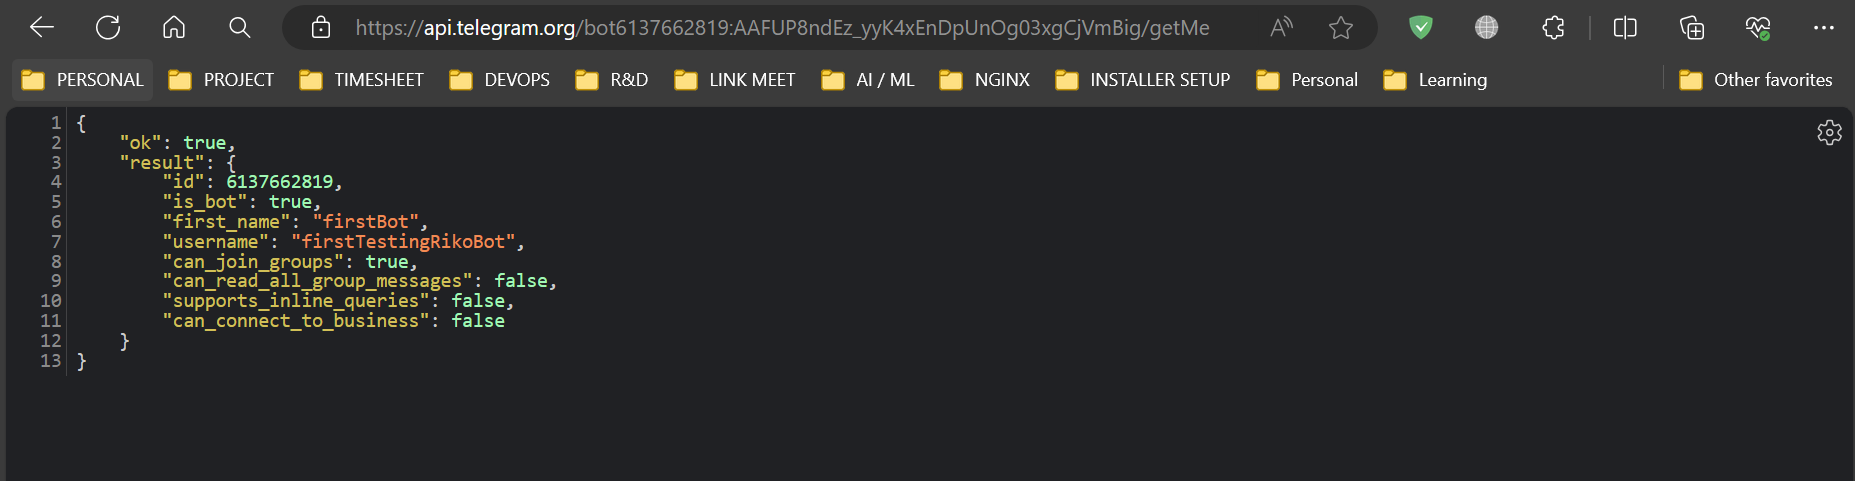 https://api.telegram.org/bot6137662819:AAFUP8ndEz_yyK4xEnDpUnOg03xgCjVmBig/getMe
PERSONAL PROJECT TIMESHEET DEVOPS R&D LINK MEET AI / ML NGINX INSTALLER SETUP Personal Learning Other favorites
1 {
2 "ok": true,
3 "result": {
4 "id": 6137662819,
5 "is_bot": true,
6 "first_name": "firstBot",
7 "username": "firstTestingRikoBot",
8 "can_join_groups": true,
9 "can_read_all_group_messages": false,
10 "supports_inline_queries": false,
11 "can_connect_to_business": false
12 }
13 }